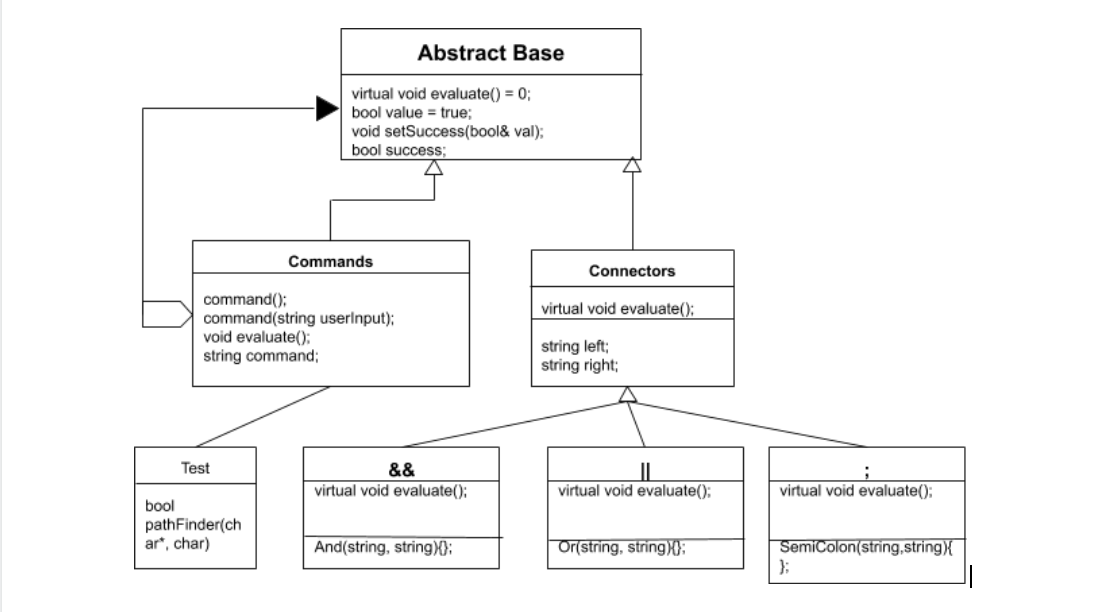 Abstract Base
virtual void evaluate() = 0;
bool value = true;
void setSuccess(bool& val);
bool success;
Commands
command();
command(string userInput);
void evaluate();
string command;
Connectors
virtual void evaluate();
string left;
string right;
Test
bool
pathFinder(ch
ar*, char)
&&
virtual void evaluate();
And(string, string){};
||
virtual void evaluate();
Or(string, string){};
;
virtual void evaluate();
SemiColon(string,string){
};